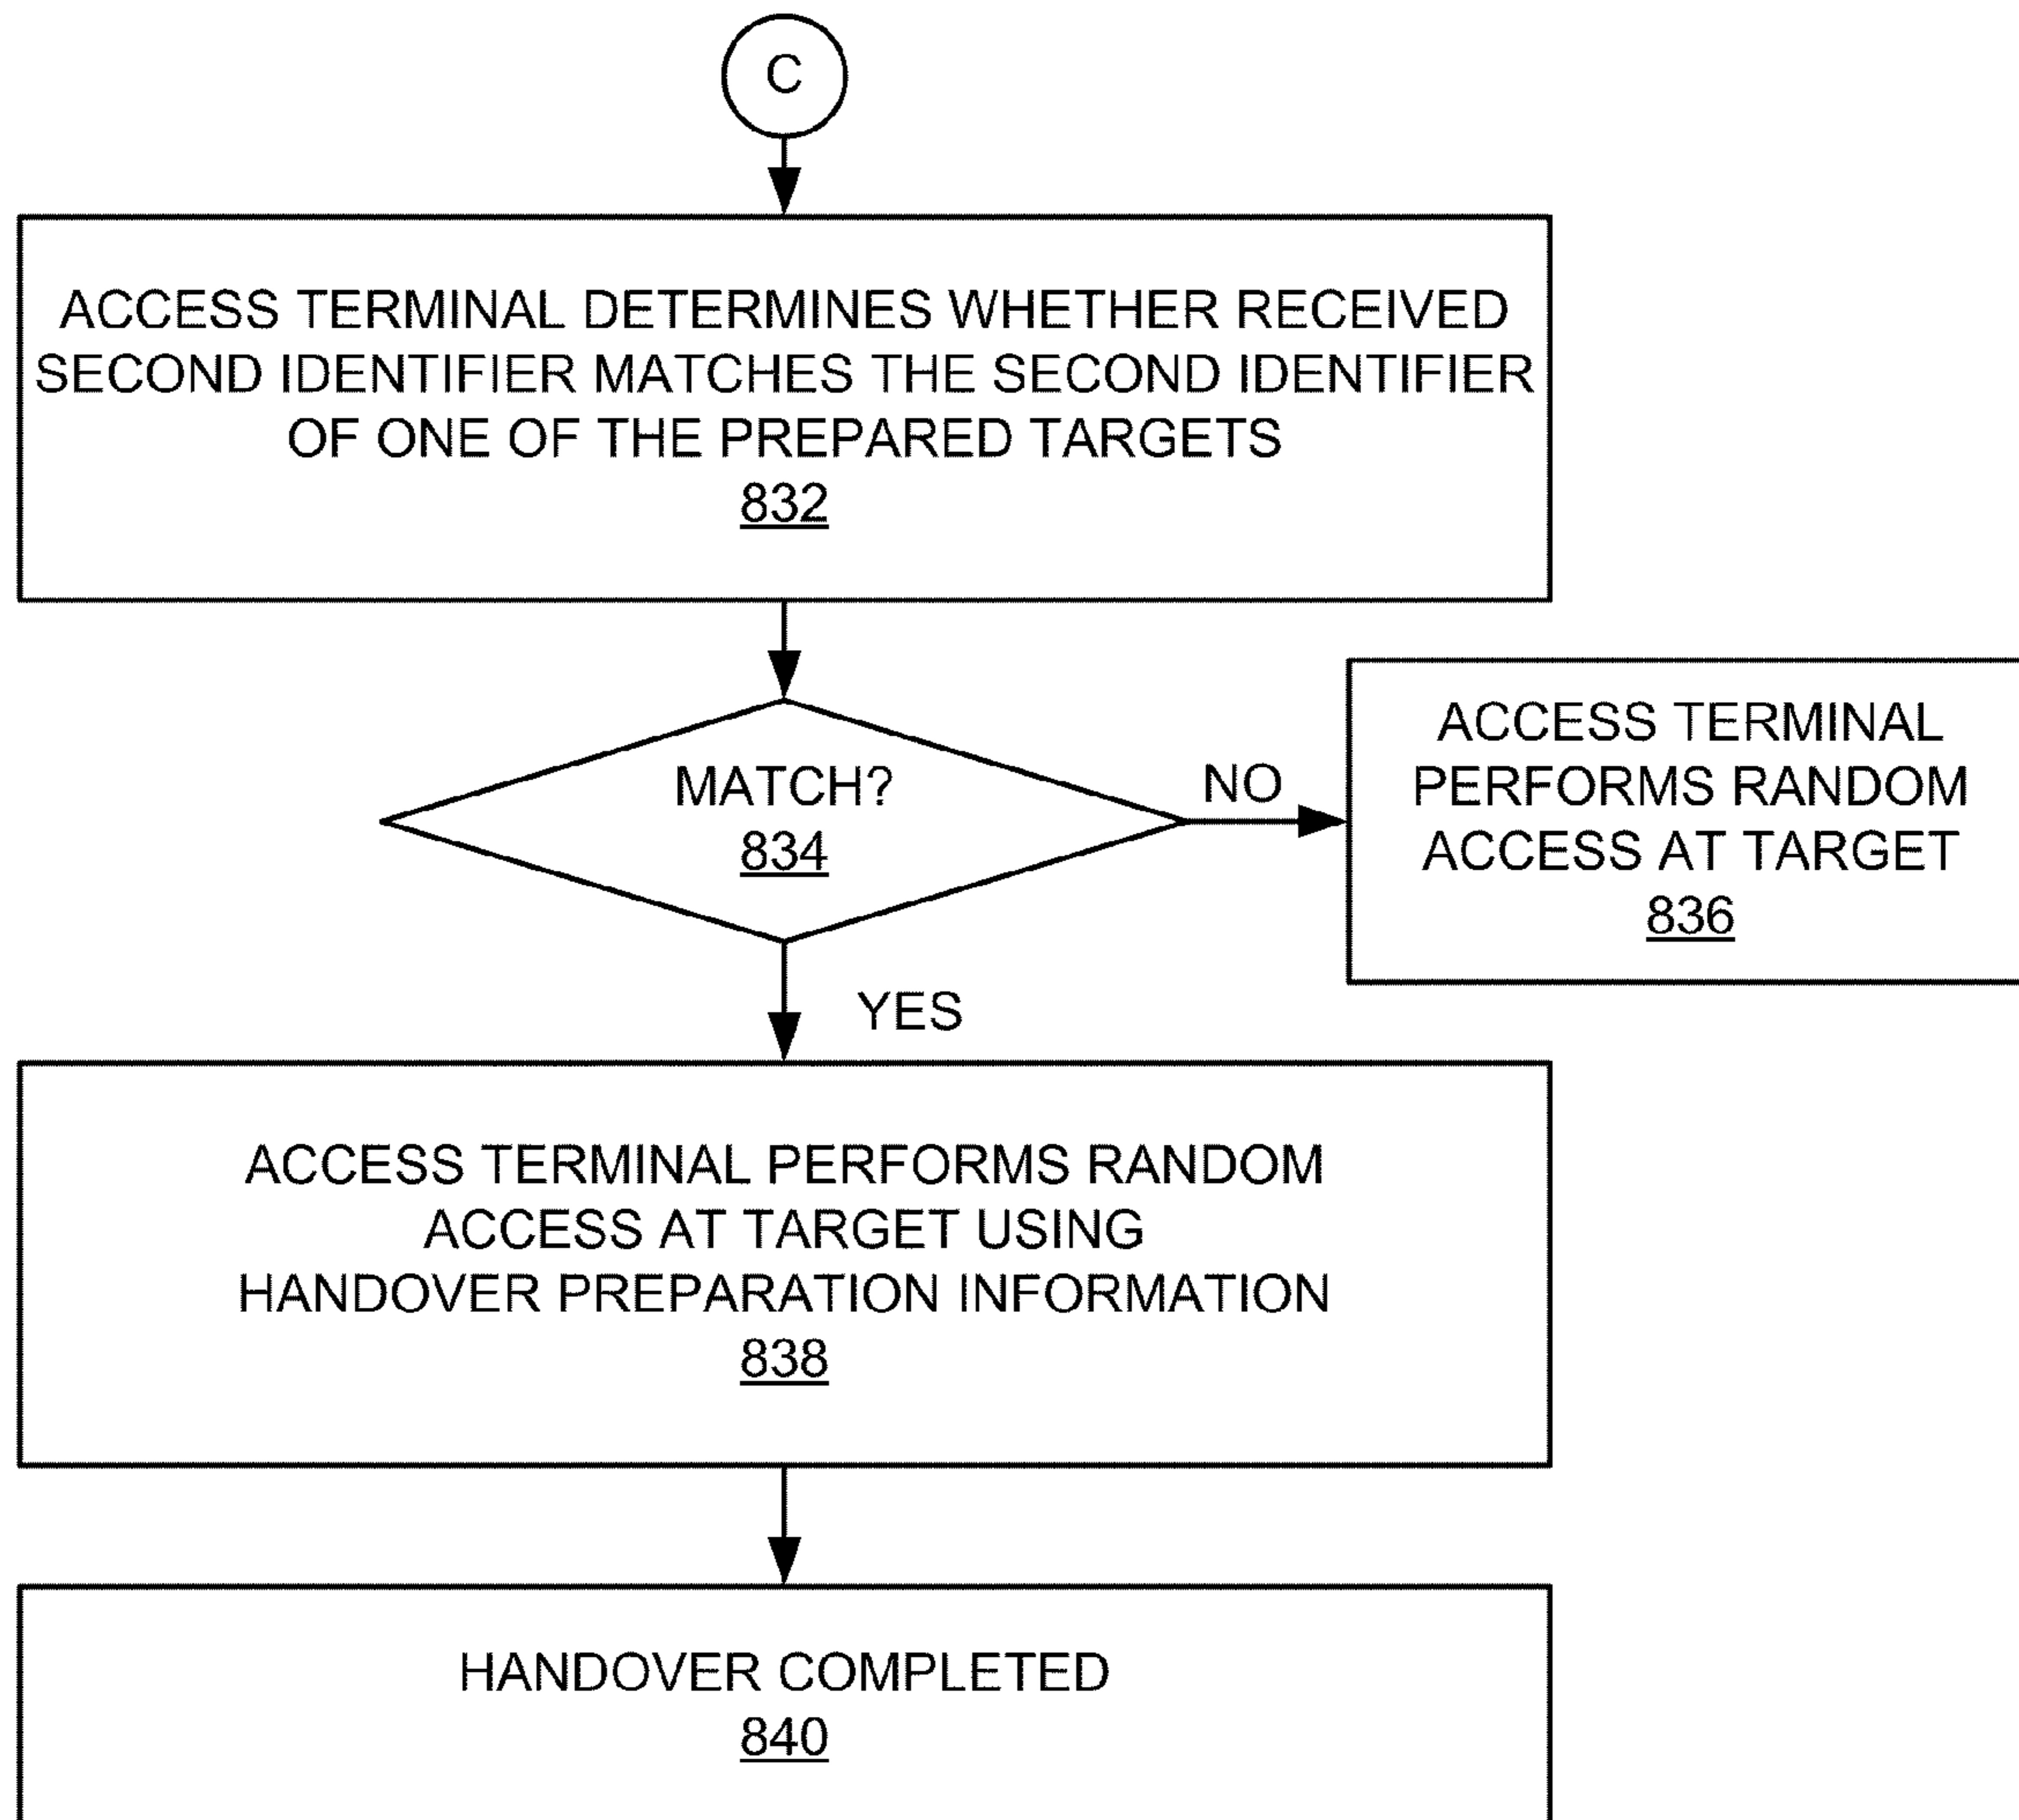 C
ACCESS TERMINAL DETERMINES WHETHER RECEIVED
SECOND IDENTIFIER MATCHES THE SECOND IDENTIFIER
OF ONE OF THE PREPARED TARGETS
832
MATCH?
834
NO
ACCESS TERMINAL
PERFORMS RANDOM
ACCESS AT TARGET
836
YES
ACCESS TERMINAL PERFORMS RANDOM
ACCESS AT TARGET USING
HANDOVER PREPARATION INFORMATION
838
HANDOVER COMPLETED
840